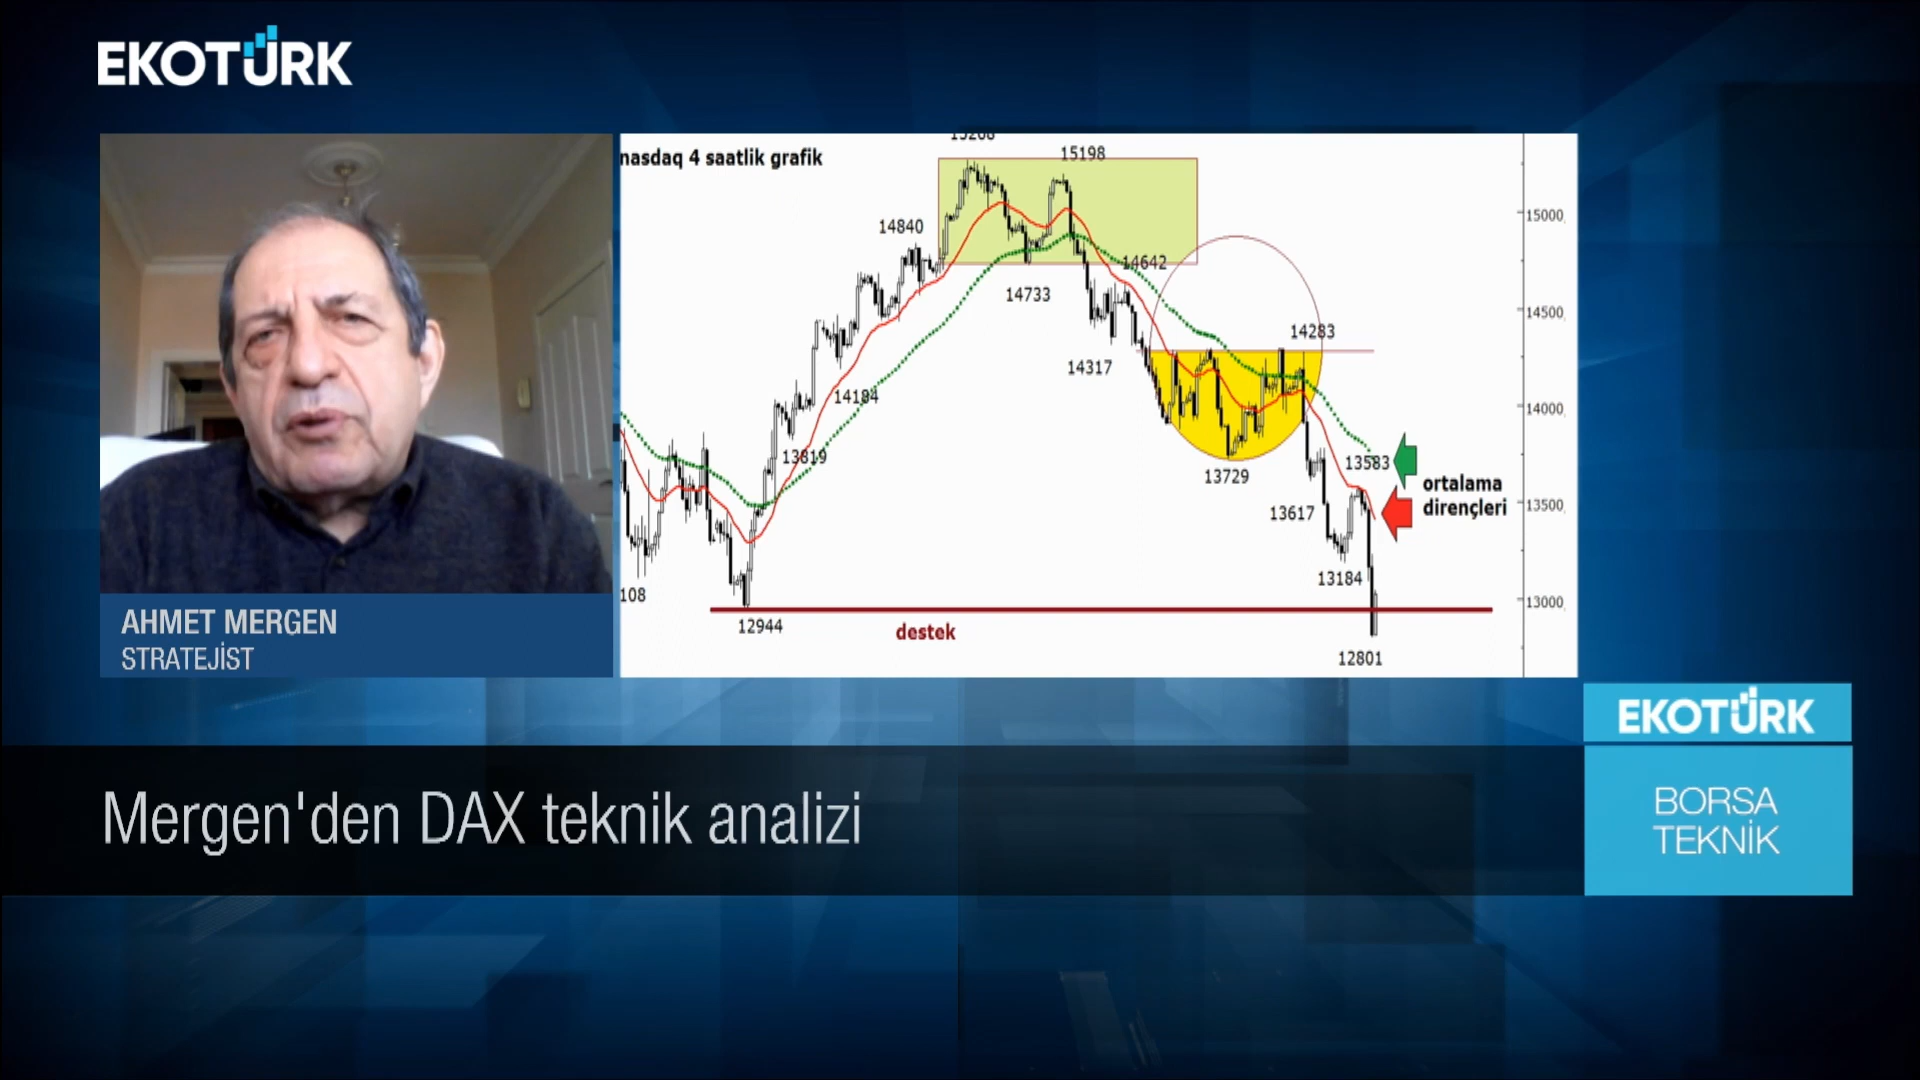 EKOTÜRK
nasdaq 4 saatlik grafik
15198
14840
15000
14642
14733
14500
14283
14317
14184
14000
13819
13583
13729
ortalama
dirençleri
13617
13500
13184
108
13000
12944
destek
12801
AHMET MERGEN
STRATEJİST
EKOTÜRK
Mergen'den DAX teknik analizi
BORSA
TEKNİK